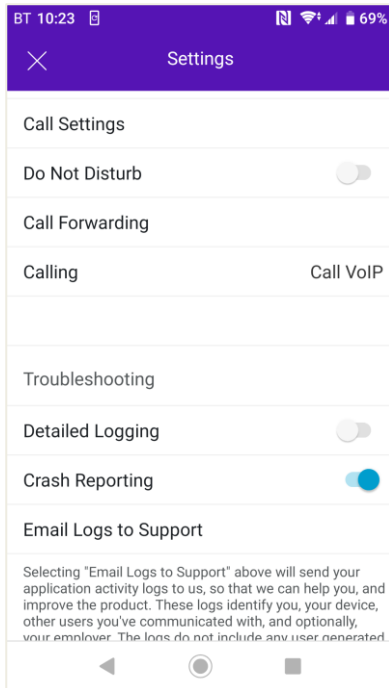 BT 10:23 69%
Settings
Call Settings
Do Not Disturb
Call Forwarding
Calling Call VoIP
Troubleshooting
Detailed Logging
Crash Reporting
Email Logs to Support
Selecting "Email Logs to Support" above will send your
application activity logs to us, so that we can help you, and
improve the product. These logs identify you, your device,
other users you've communicated with, and optionally,
your employer. The logs do not include any user generated